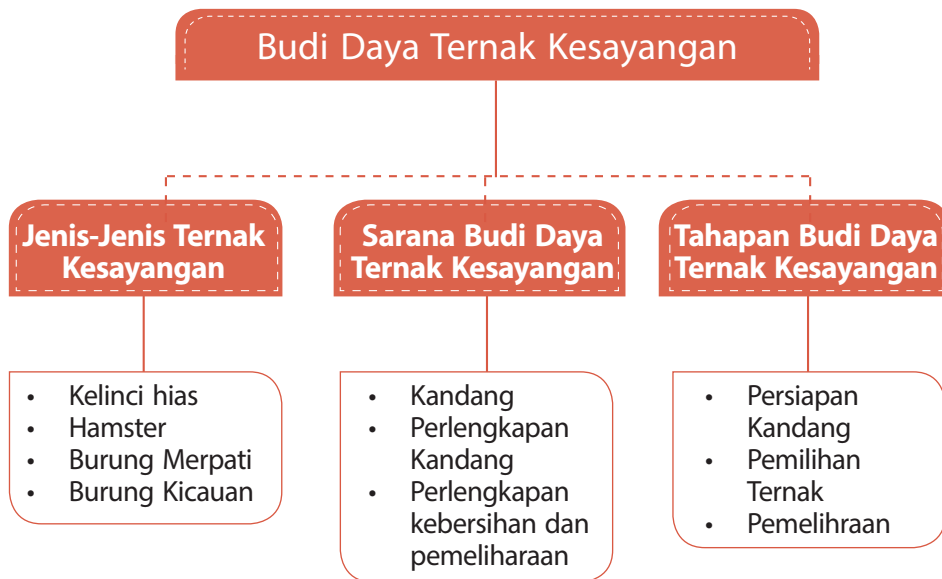 Budi Daya Ternak Kesayangan
Jenis-Jenis Ternak
Kesayangan
• Kelinci hias
• Hamster
• Burung Merpati
• Burung Kicauan
Sarana Budi Daya
Ternak Kesayangan
• Kandang
• Perlengkapan
Kandang
• Perlengkapan
kebersihan dan
pemeliharaan
Tahapan Budi Daya
Ternak Kesayangan
• Persiapan
Kandang
• Pemilihan
Ternak
• Pemelihraan